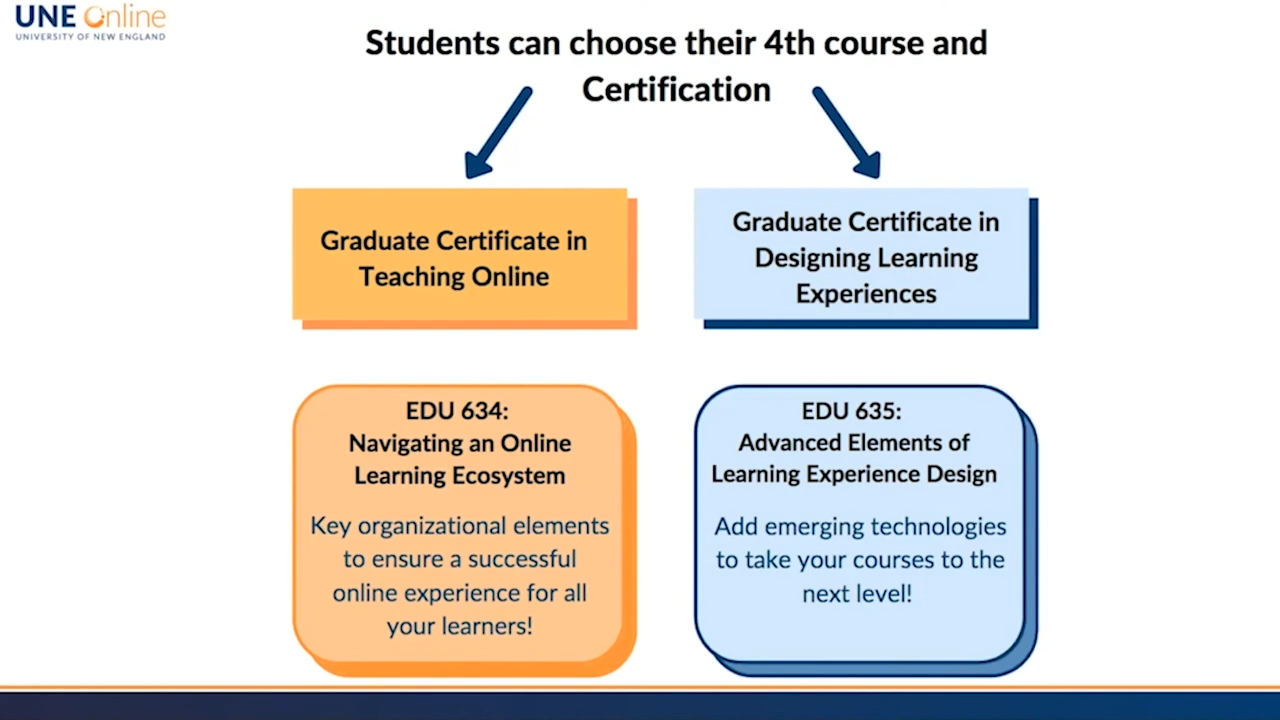 UNE Online
UNIVERSITY OF NEW ENGLAND
Students can choose their 4th course and
Certification
Graduate Certificate in
Teaching Online
Graduate Certificate in
Designing Learning
Experiences
EDU 634:
Navigating an Online
Learning Ecosystem
Key organizational elements
to ensure a successful
online experience for all
your learners!
EDU 635:
Advanced Elements of
Learning Experience Design
Add emerging technologies
to take your courses to the
next level!